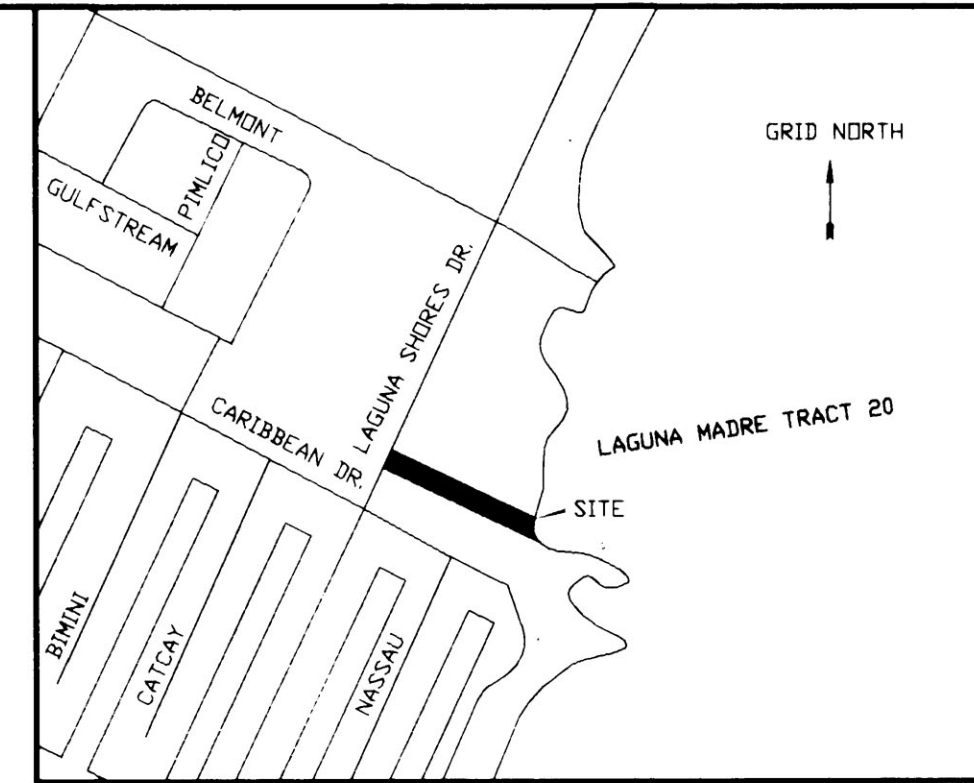 BELMONT
GRID NORTH
PIMLICO
GULFSTREAM
LAGUNA SHORES DR.
LAGUNA MADRE TRACT 20
CARIBBEAN DR.
SITE
BIMINI
CATCAY
NASSAU